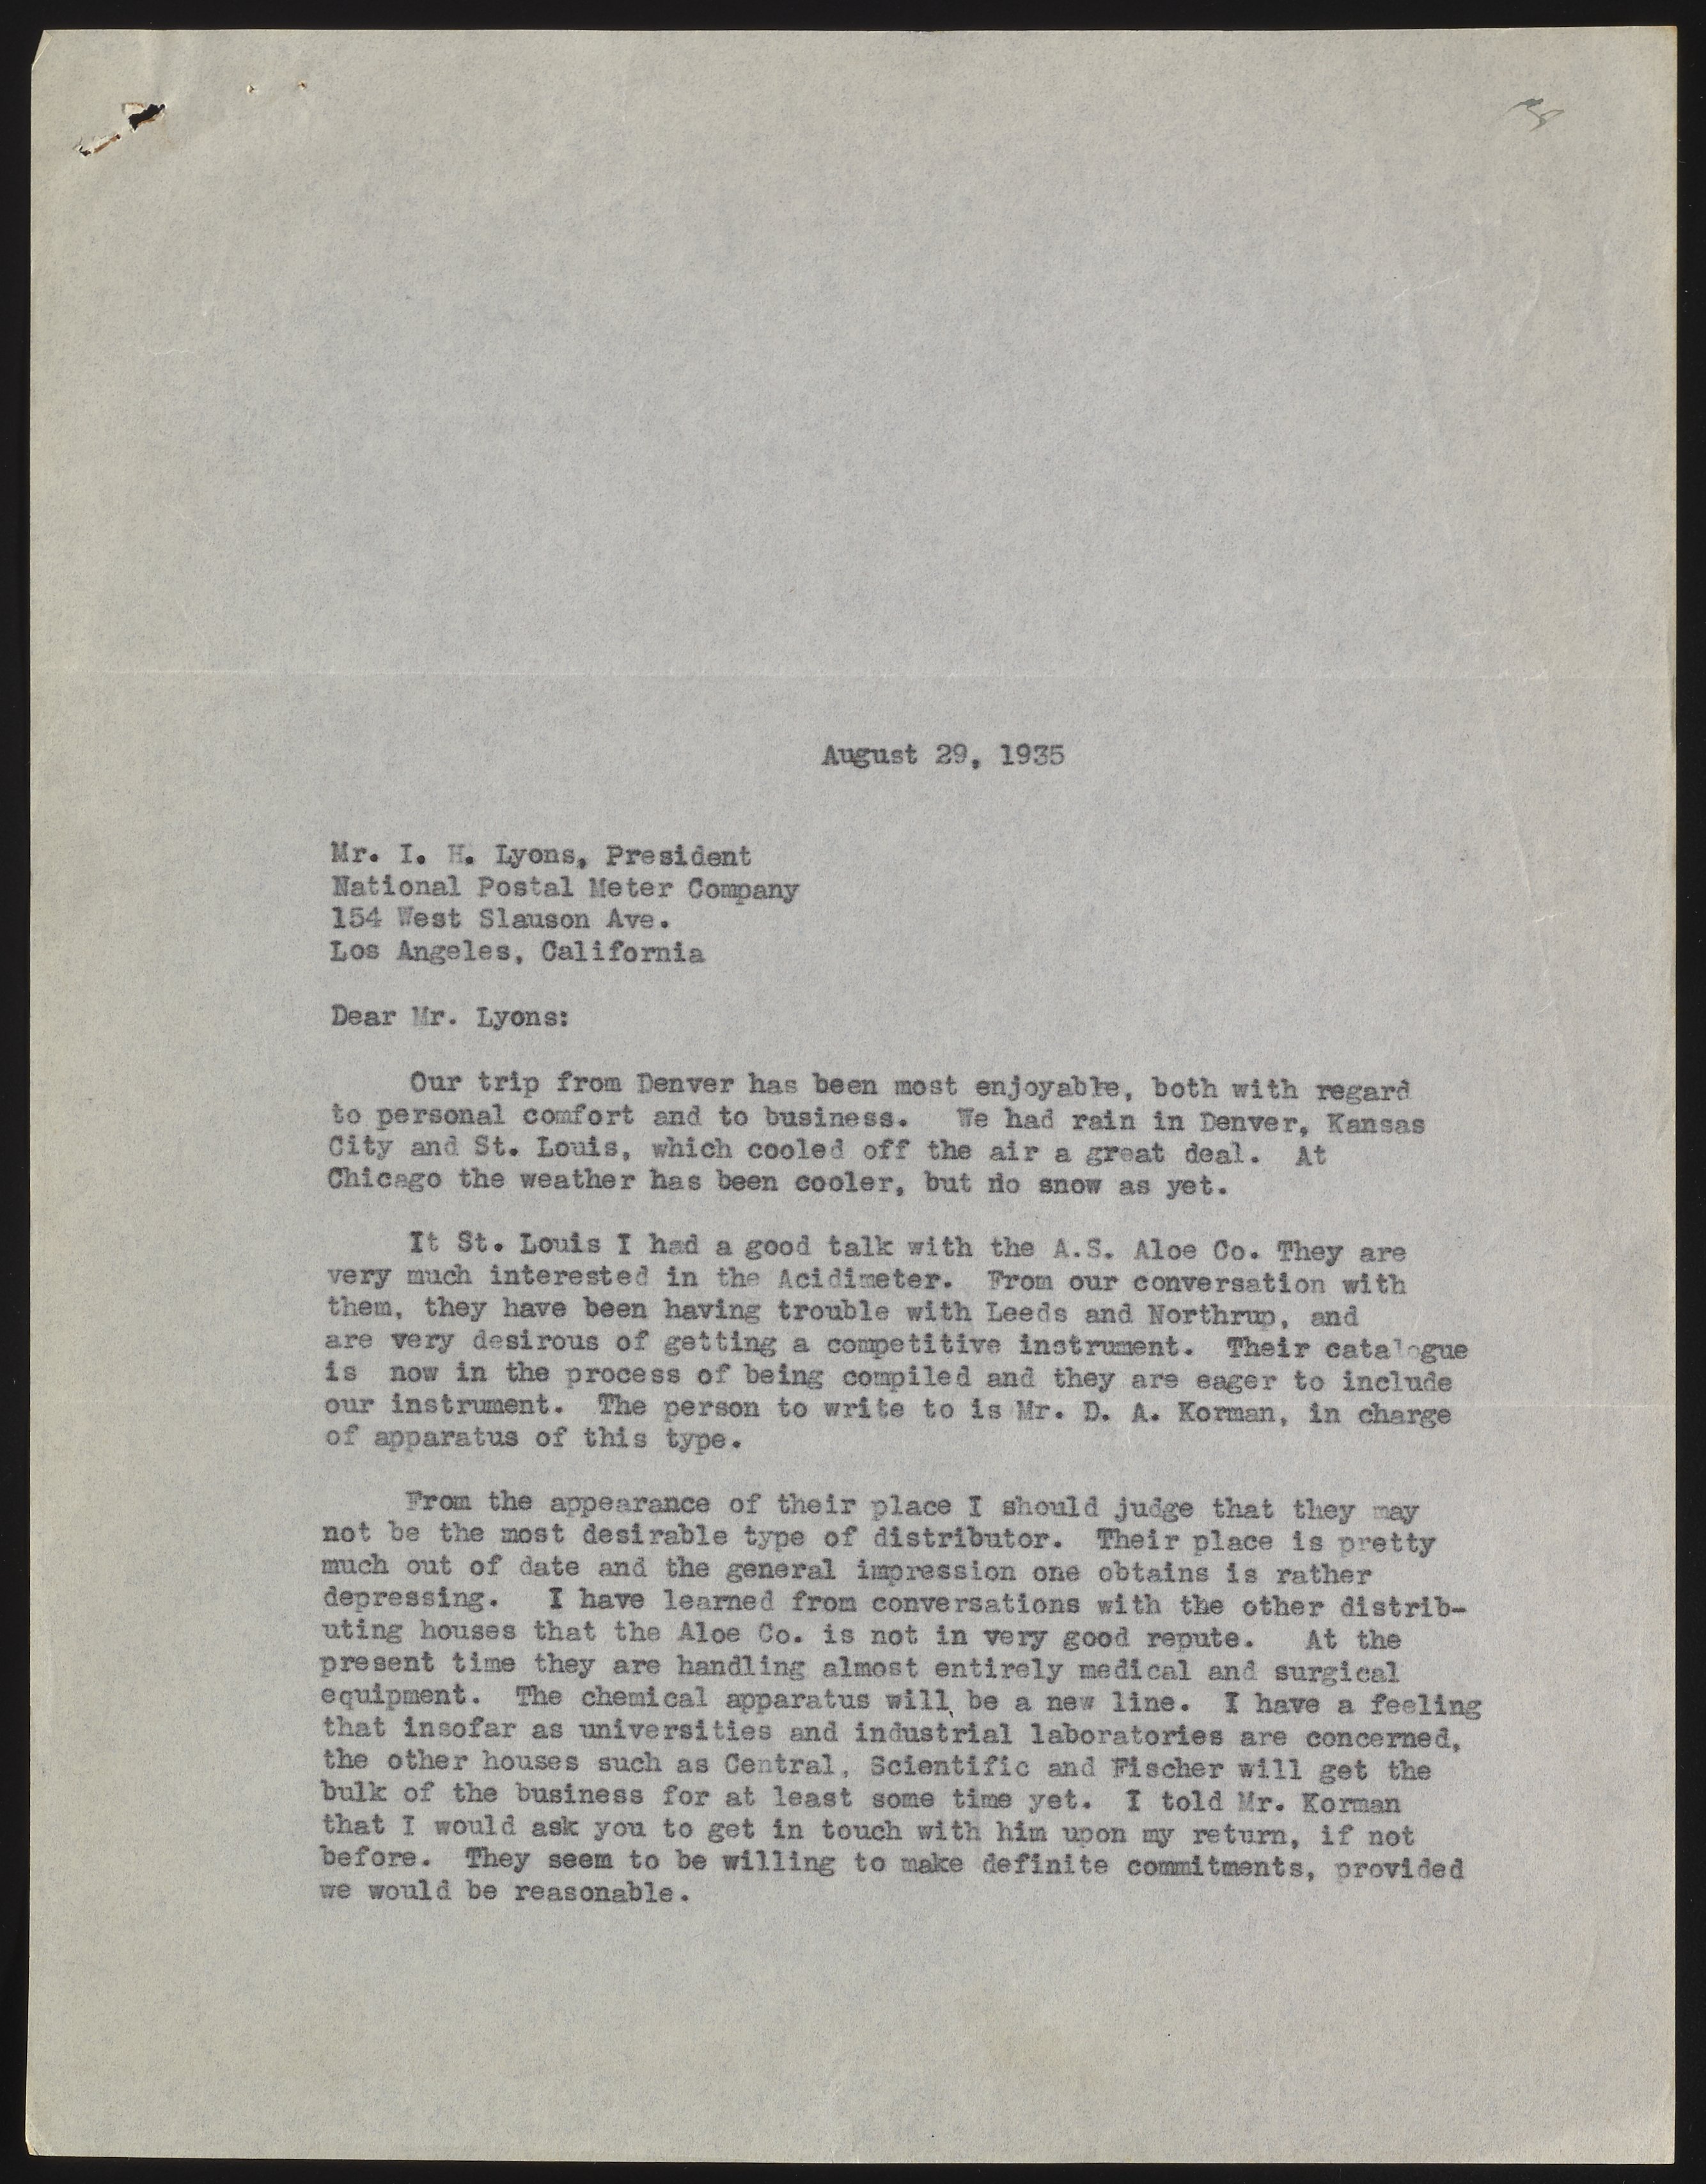 August 29, 1935
Mr. I. H. Lyons, President
National Postal Meter Company
154 West Slauson Ave.
Los Angeles, California
Dear Mr. Lyons:
Our trip from Denver has been most enjoyable, both with regard
to personal comfort and to business. We had rain in Denver, Kansas
City and St. Louis, which cooled off the air a great deal. At
Chicago the weather has been cooler, but no snow as yet.
It St. Louis I had a good talk with the A.S. Aloe Co. They are
very much interested in the Acidimeter. From our conversation with
them, they have been having trouble with Leeds and Northrup, and
are very desirous of getting a competitive instrument. Their catalogue
is now in the process of being compiled and they are eager to include
our instrument. The person to write to is Mr. D. A. Korman, in charge
of apparatus of this type.
From the appearance of their place I should judge that they may
not be the most desirable type of distributor. Their place is pretty
much out of date and the general impression one obtains is rather
depressing. I have learned from conversations with the other distrib-
uting houses that the Aloe Co. is not in very good repute. At the
present time they are handling almost entirely medical and surgical
equipment. The chemical apparatus will be a new line. I have a feeling
that insofar as universities and industrial laboratories are concerned,
the other houses such as Central, Scientific and Fischer will get the
bulk of the business for at least some time yet. I told Mr. Korman
that I would ask you to get in touch with him upon my return, if not
before. They seem to be willing to make definite commitments, provided
we would be reasonable.